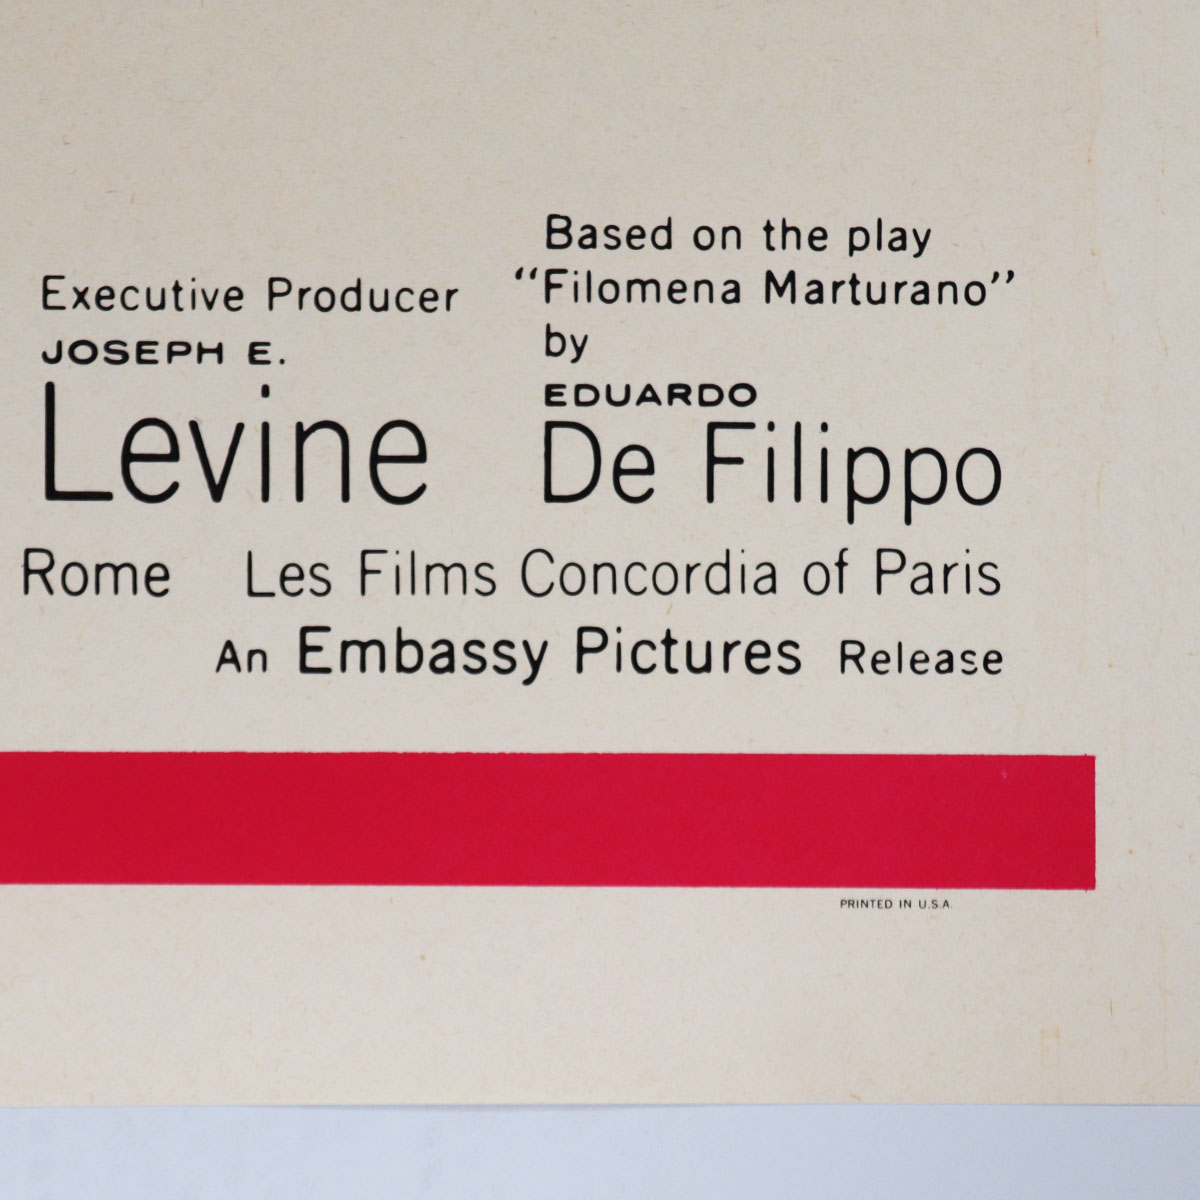 Executive Producer
JOSEPH E.
Levine
Based on the play
“Filomena Marturano”
by
EDUARDO
De Filippo
Rome Les Films Concordia of Paris
An Embassy Pictures Release
PRINTED IN U.S.A.